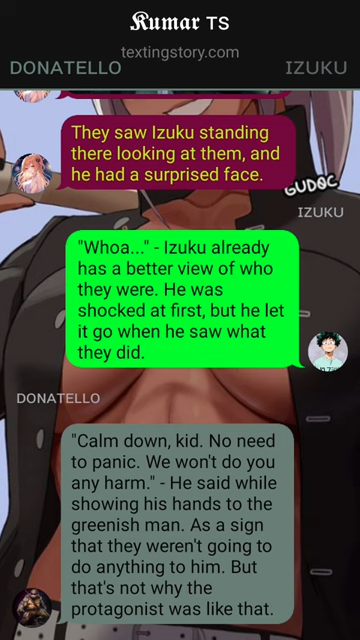 Kumar TS
textingstory.com
DONATELLO
IZUKU
They saw Izuku standing
there looking at them, and
he had a surprised face.
GUDOC
IZUKU
"Whoa..." - Izuku already
has a better view of who
they were. He was
shocked at first, but he let
it go when he saw what
they did.
DONATELLO
"Calm down, kid. No need
to panic. We won't do you
any harm." - He said while
showing his hands to the
greenish man. As a sign
that they weren't going to
do anything to him. But
that's not why the
protagonist was like that.